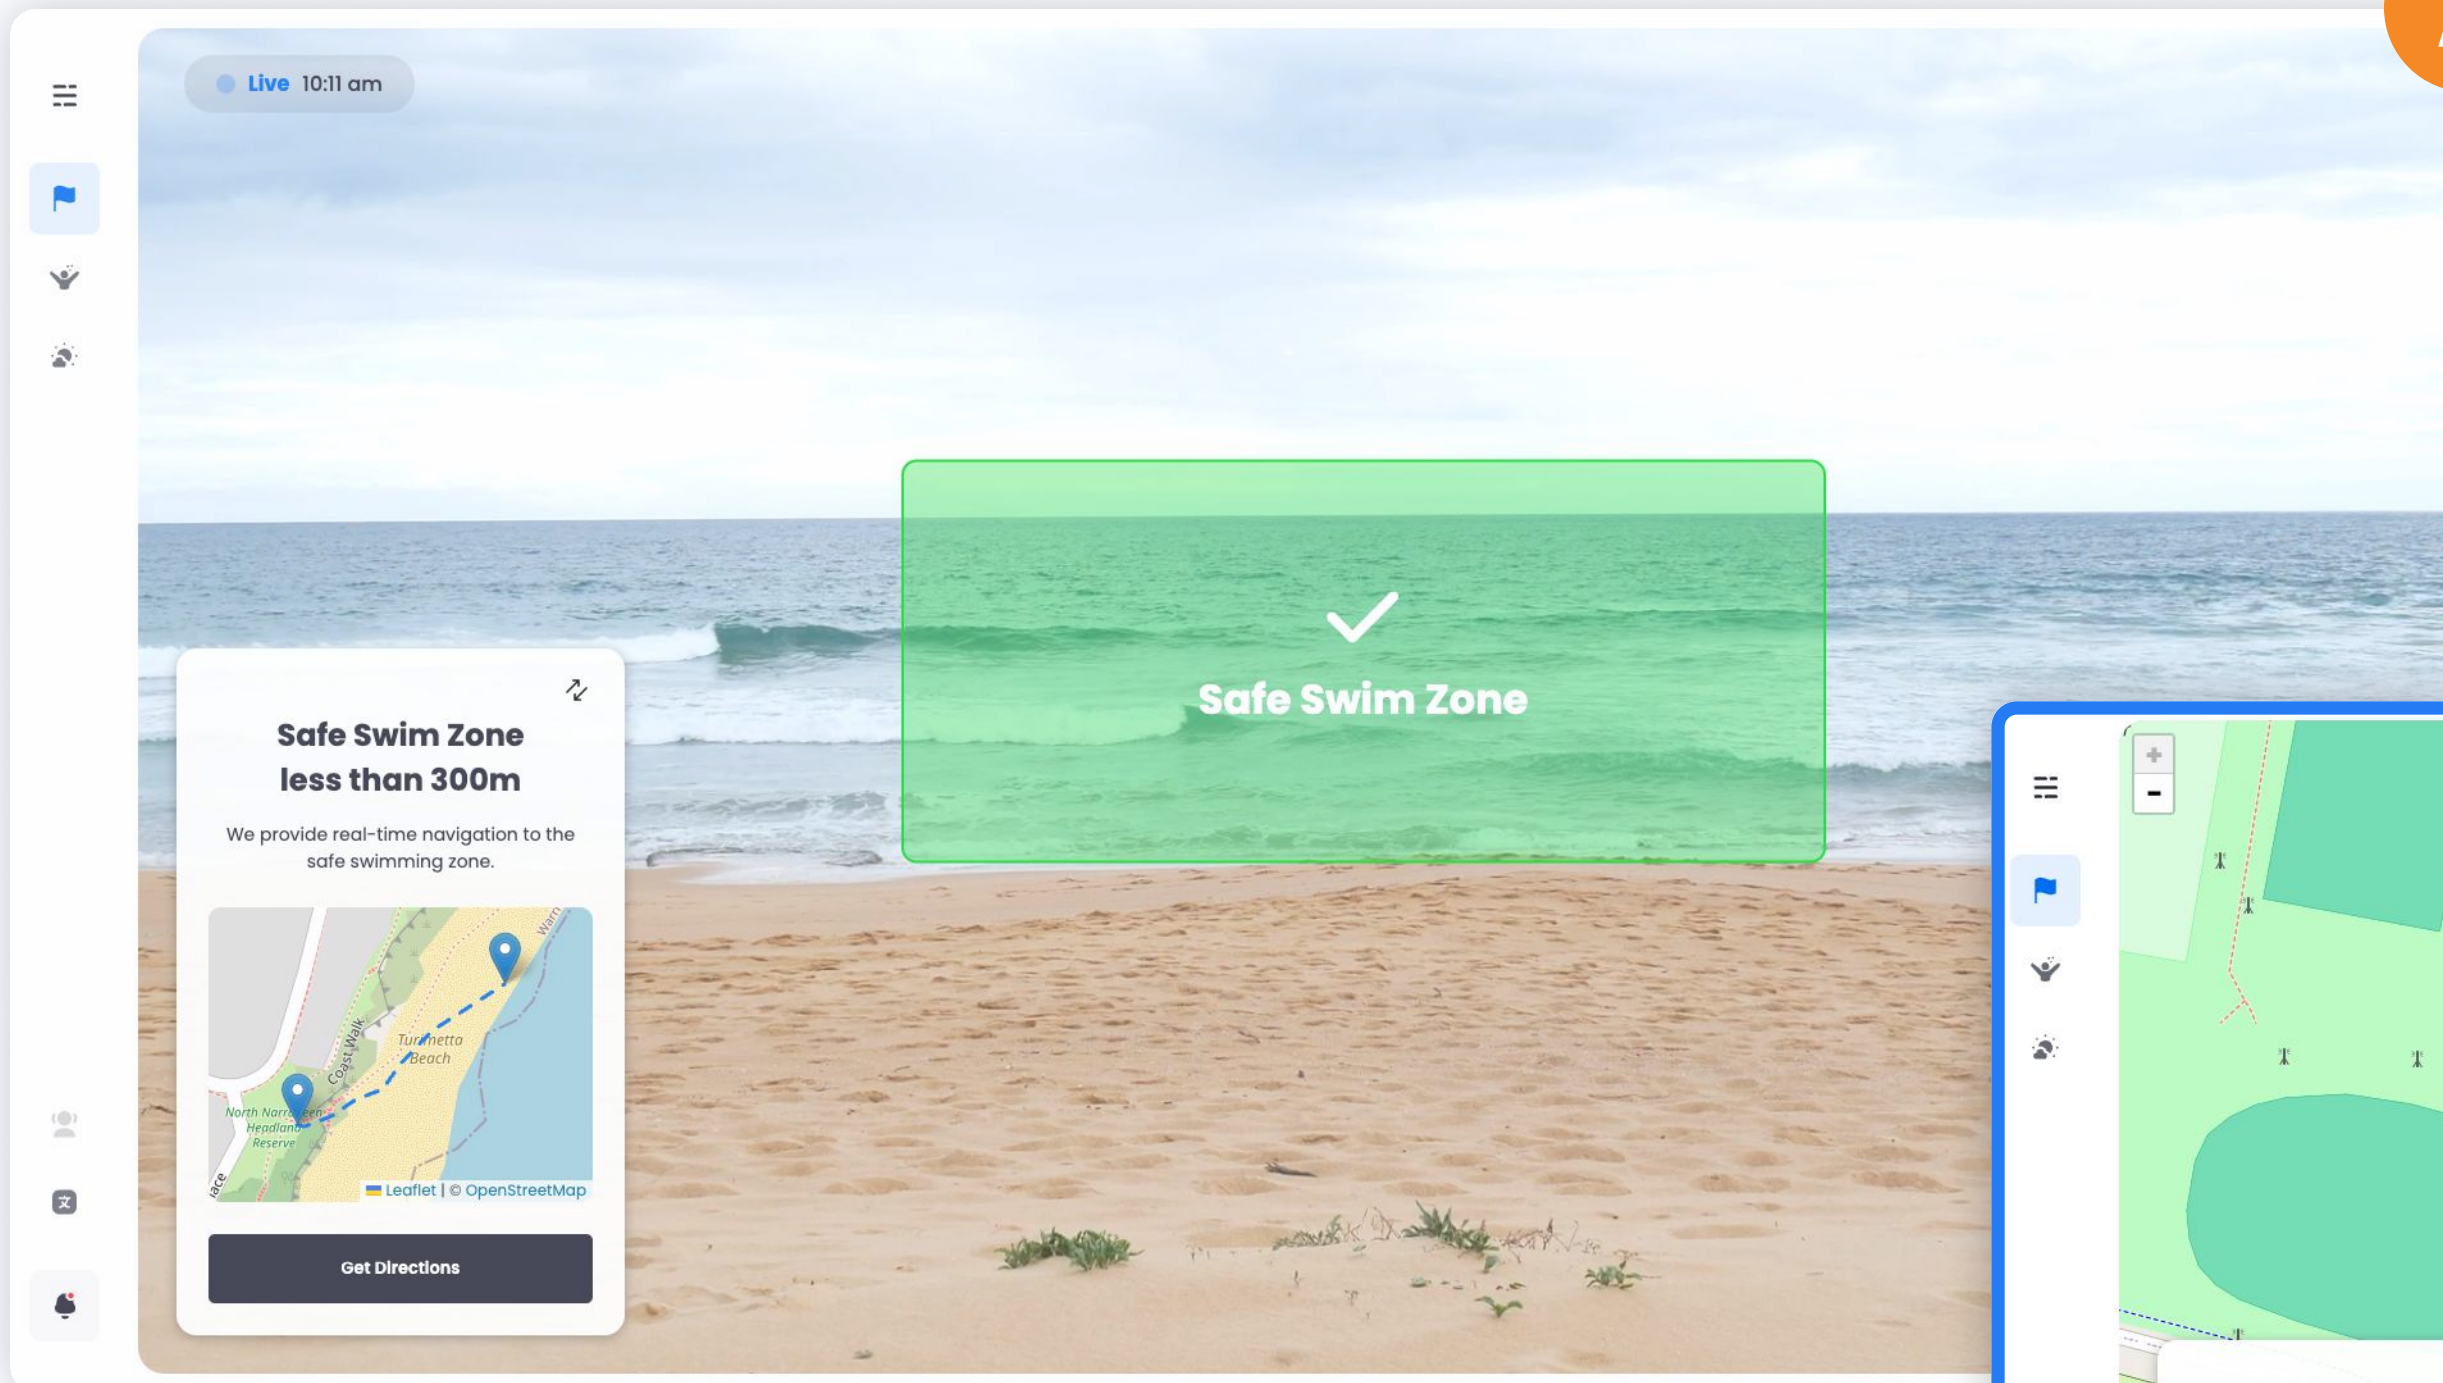 Live 10:11 am
Safe Swim Zone
Safe Swim Zone
less than 300m
We provide real-time navigation to the
safe swimming zone.
Warri
Turimetta
Beach
Coast Walk
North Narrabeen
Headland
Reserve
Leaflet | © OpenStreetMap
Get Directions
+
-